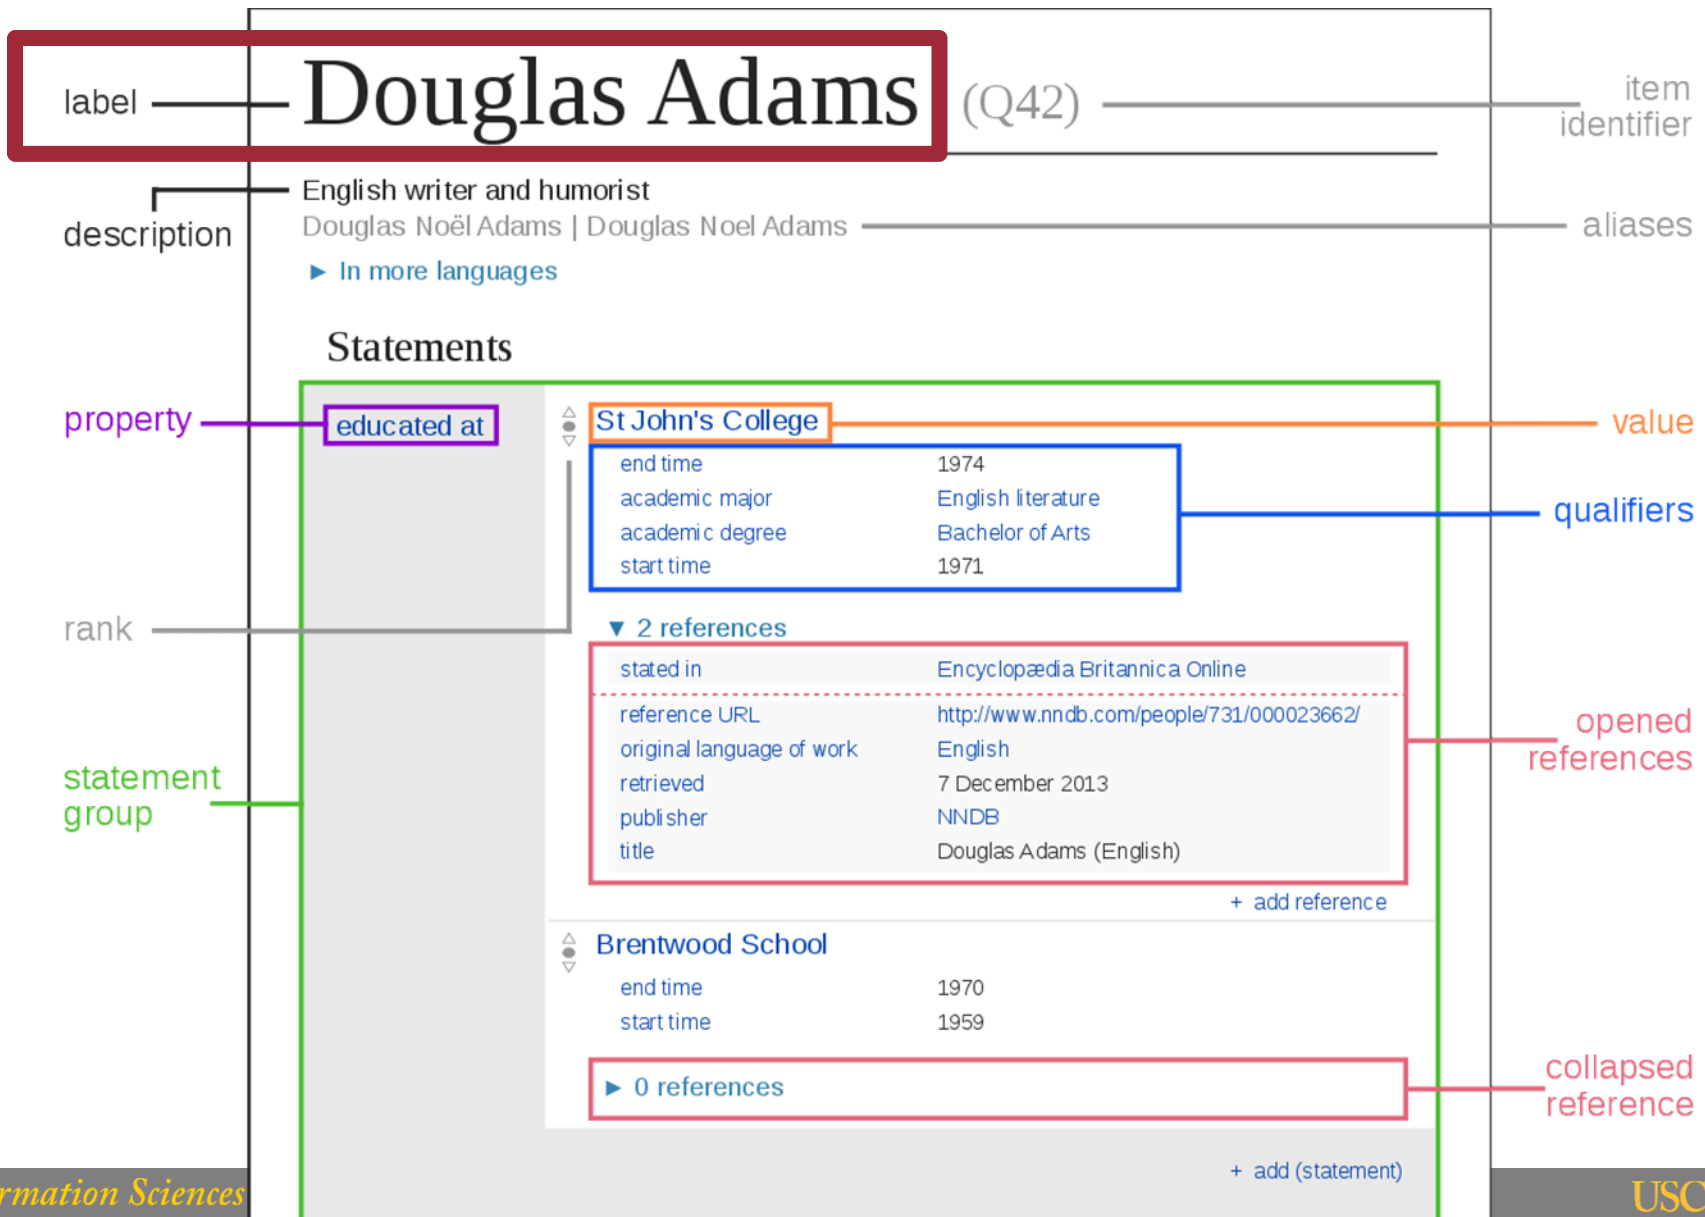 label Douglas Adams (Q42) item identifier
description English writer and humorist
Douglas Noël Adams | Douglas Noel Adams aliases
► In more languages
Statements
property educated at St John's College value
end time 1974
academic major English literature
academic degree Bachelor of Arts
start time 1971
qualifiers
rank
▼ 2 references
stated in Encyclopædia Britannica Online
reference URL http://www.nndb.com/people/731/000023662/
original language of work English
retrieved 7 December 2013
publisher NNDB
title Douglas Adams (English)
opened references
statement group
+ add reference
Brentwood School
end time 1970
start time 1959
► 0 references
collapsed reference
+ add (statement)
rmation Sciences USC